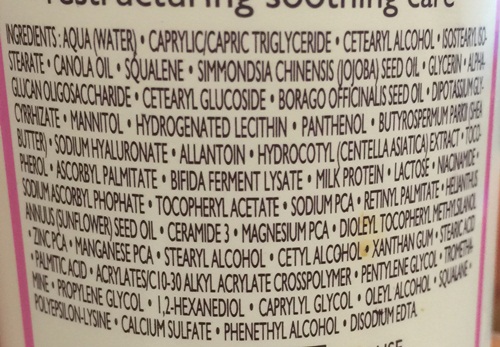 restructuring soothing care
INGREDIENTS : AQUA (WATER) • CAPRYLIC/CAPRIC TRIGLYCERIDE • CETEARYL ALCOHOL • ISOSTEARYL ISO-
STEARATE • CANOLA OIL • SQUALENE • SIMMONDSIA CHINENSIS (JOJOBA) SEED OIL • GLYCERIN • ALPHA-
GLUCAN OLIGOSACCHARIDE • CETEARYL GLUCOSIDE • BORAGO OFFICINALIS SEED OIL • DIPOTASSIUM GLY-
CYRRHIZATE • MANNITOL • HYDROGENATED LECITHIN • PANTHENOL • BUTYROSPERMUM PARKII (SHEA
BUTTER) • SODIUM HYALURONATE • ALLANTOIN • HYDROCOTYL (CENTELLA ASIATICA) EXTRACT • TOCO-
PHEROL • ASCORBYL PALMITATE • BIFIDA FERMENT LYSATE • MILK PROTEIN • LACTOSE • NIACINAMIDE •
SODIUM ASCORBYL PHOPHATE • TOCOPHERYL ACETATE • SODIUM PCA • RETINYL PALMITATE • HELIANTHUS
ANNUUS (SUNFLOWER) SEED OIL • CERAMIDE 3 • MAGNESIUM PCA • DIOLEYL TOCOPHERYL METHYLSILANOL
• ZINC PCA • MANGANESE PCA • STEARYL ALCOHOL • CETYL ALCOHOL • XANTHAN GUM • STEARIC ACID
• PALMITIC ACID • ACRYLATES/C10-30 ALKYL ACRYLATE CROSSPOLYMER • PENTYLENE GLYCOL • TROMETHA-
MINE • PROPYLENE GLYCOL • 1,2-HEXANEDIOL • CAPRYLYL GLYCOL • OLEYL ALCOHOL • SQUALANE •
POLYEPSILON-LYSINE • CALCIUM SULFATE • PHENETHYL ALCOHOL • DISODIUM EDTA.